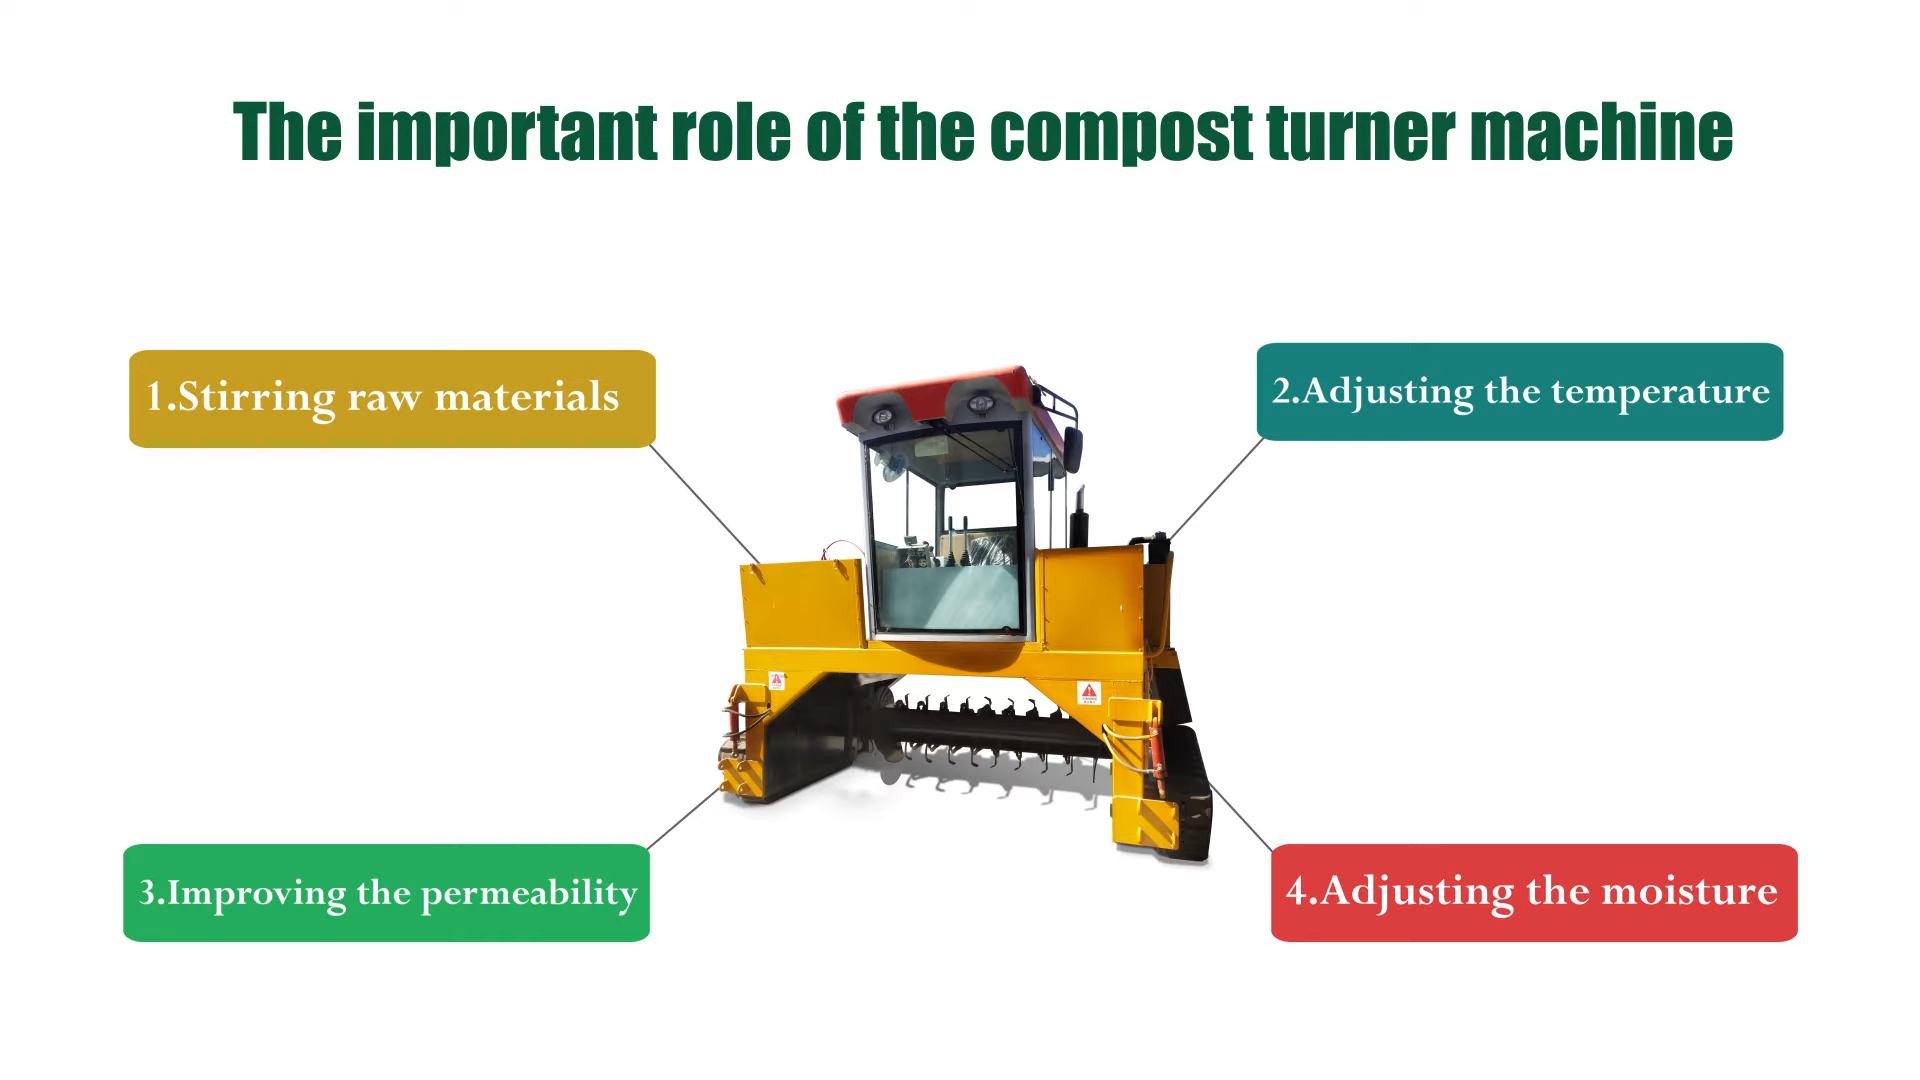 The important role of the compost turner machine
1.Stirring raw materials
2.Adjusting the temperature
3.Improving the permeability
4.Adjusting the moisture